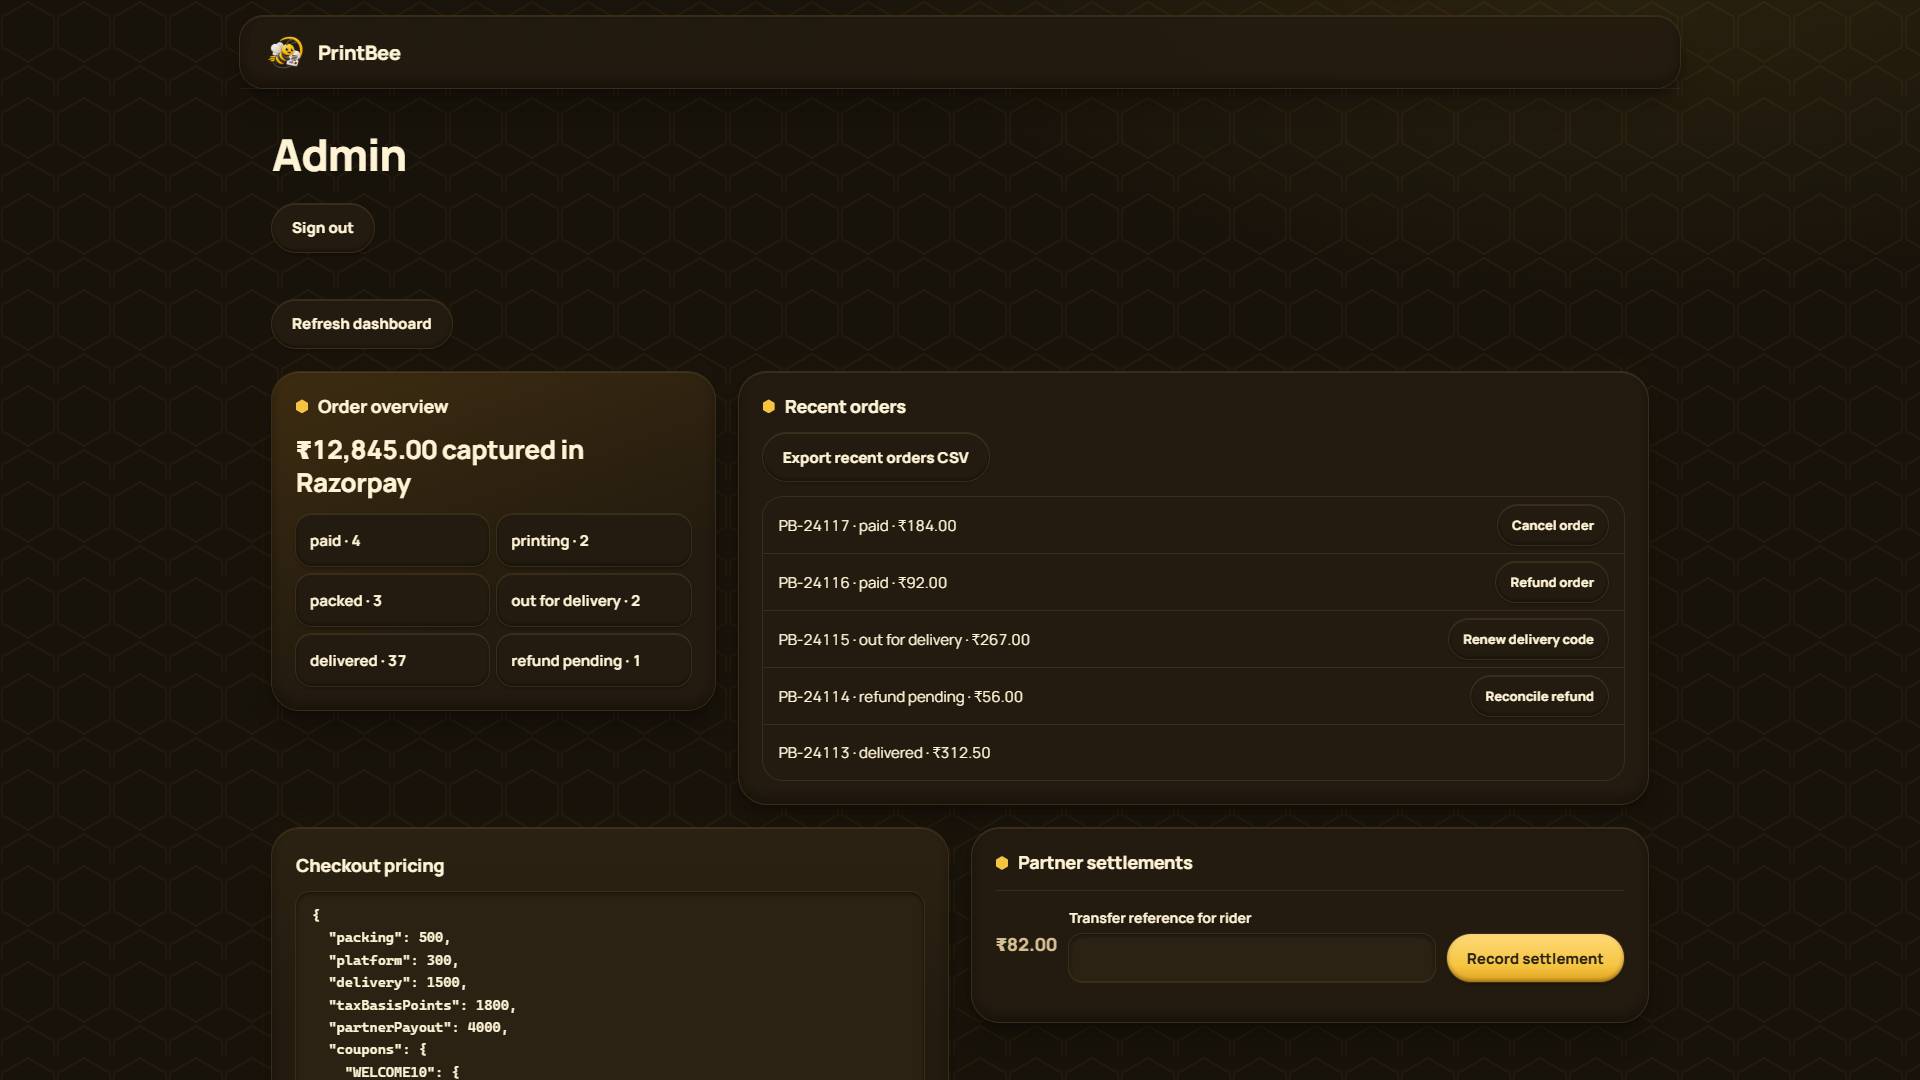 PrintBee
Admin
Sign out
Refresh dashboard
Order overview
₹12,845.00 captured in
Razorpay
paid · 4
printing · 2
packed · 3
out for delivery · 2
delivered · 37
refund pending · 1
Recent orders
Export recent orders CSV
PB-24117 · paid · ₹184.00
Cancel order
PB-24116 · paid · ₹92.00
Refund order
PB-24115 · out for delivery · ₹267.00
Renew delivery code
PB-24114 · refund pending · ₹56.00
Reconcile refund
PB-24113 · delivered · ₹312.50
Checkout pricing
{
"packing": 500,
"platform": 300,
"delivery": 1500,
"taxBasisPoints": 1800,
"partnerPayout": 4000,
"coupons": {
"WELCOME10": {
Partner settlements
Transfer reference for rider
₹82.00
Record settlement